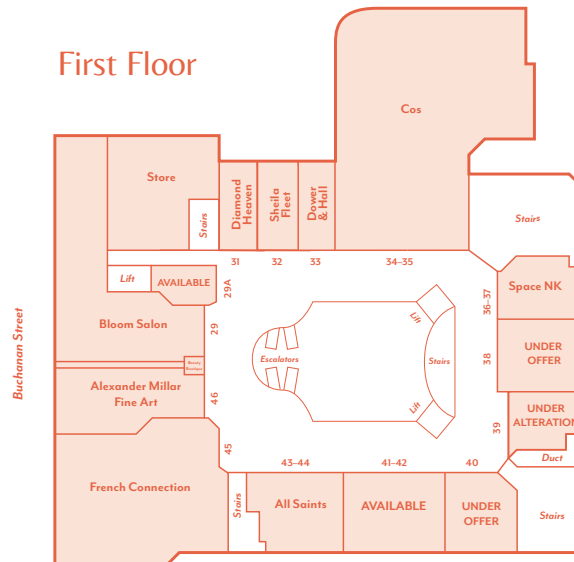 First Floor
Cos
Store
Stairs
Diamond
Heaven
Sheila
Fleet
Dower
& Hall
Stairs
31
32
33
34–35
Lift
AVAILABLE
29A
Space NK
36–37
Buchanan Street
Bloom Salon
29
Lift
Escalators
Stairs
38
UNDER
OFFER
Beauty
Boutique
Alexander Millar
Fine Art
46
Lift
39
UNDER
ALTERATION
45
43–44
41–42
40
Duct
French Connection
Stairs
All Saints
AVAILABLE
UNDER
OFFER
Stairs